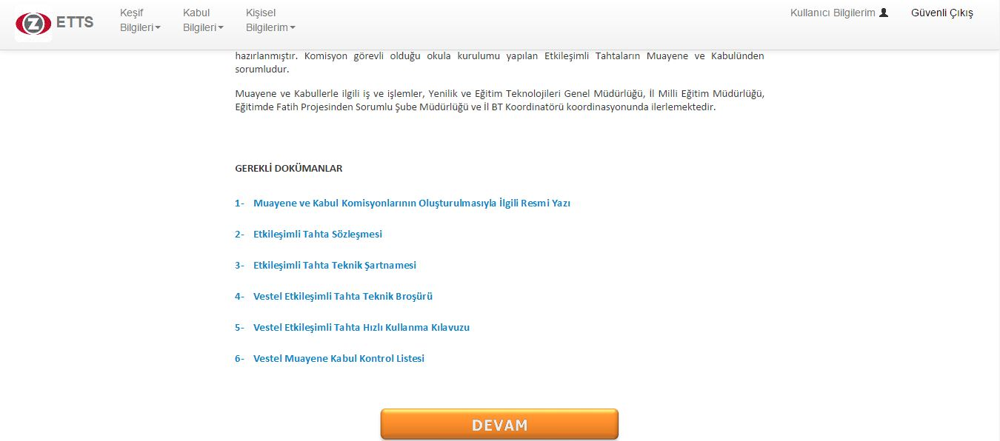 Z ETTS
Keşif
Bilgileri
Kabul
Bilgileri
Kişisel
Bilgilerim
Kullanıcı Bilgilerim
Güvenli Çıkış
hazırlanmıştır. Komisyon görevli olduğu okula kurulumu yapılan Etkileşimli Tahtaların Muayene ve Kabulünden
sorumludur.
Muayene ve Kabullerle ilgili iş ve işlemler, Yenilik ve Eğitim Teknolojileri Genel Müdürlüğü, İl Milli Eğitim Müdürlüğü,
Eğitimde Fatih Projesinden Sorumlu Şube Müdürlüğü ve İl BT Koordinatörü koordinasyonunda ilerlemektedir.
GEREKLİ DOKÜMANLAR
1- Muayene ve Kabul Komisyonlarının Oluşturulmasıyla İlgili Resmi Yazı
2- Etkileşimli Tahta Sözleşmesi
3- Etkileşimli Tahta Teknik Şartnamesi
4- Vestel Etkileşimli Tahta Teknik Broşürü
5- Vestel Etkileşimli Tahta Hızlı Kullanma Kılavuzu
6- Vestel Muayene Kabul Kontrol Listesi
DEVAM